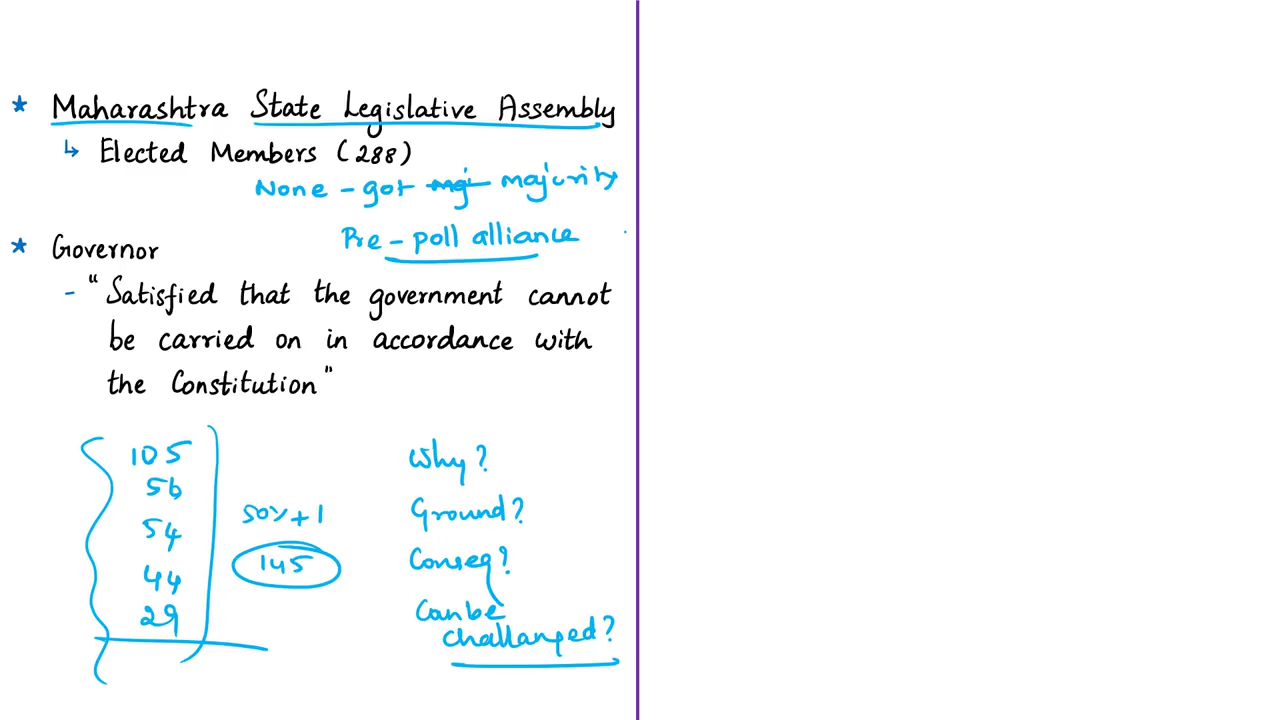 ★ Maharashtra State Legislative Assembly
↳ Elected Members (288)
None - got majority
Pre-poll alliance
★ Governor
- "Satisfied that the government cannot
be carried on in accordance with
the Constitution"
105
56
54
44
29
50% + 1
145
Why?
Ground?
Conseq?
Can be
challanged?